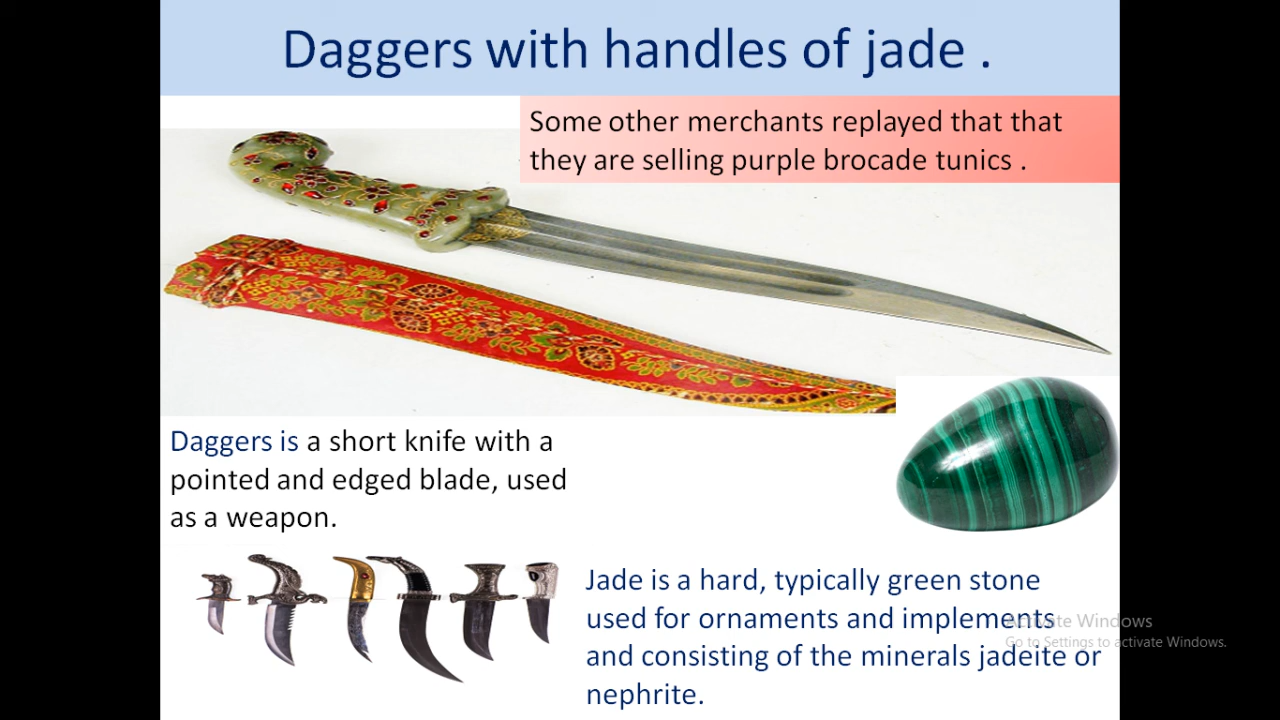 Daggers with handles of jade .
Some other merchants replayed that that
they are selling purple brocade tunics .
Daggers is a short knife with a
pointed and edged blade, used
as a weapon.
Jade is a hard, typically green stone
used for ornaments and implements
and consisting of the minerals jadeite or
nephrite.
Activate Windows
Go to Settings to activate Windows.